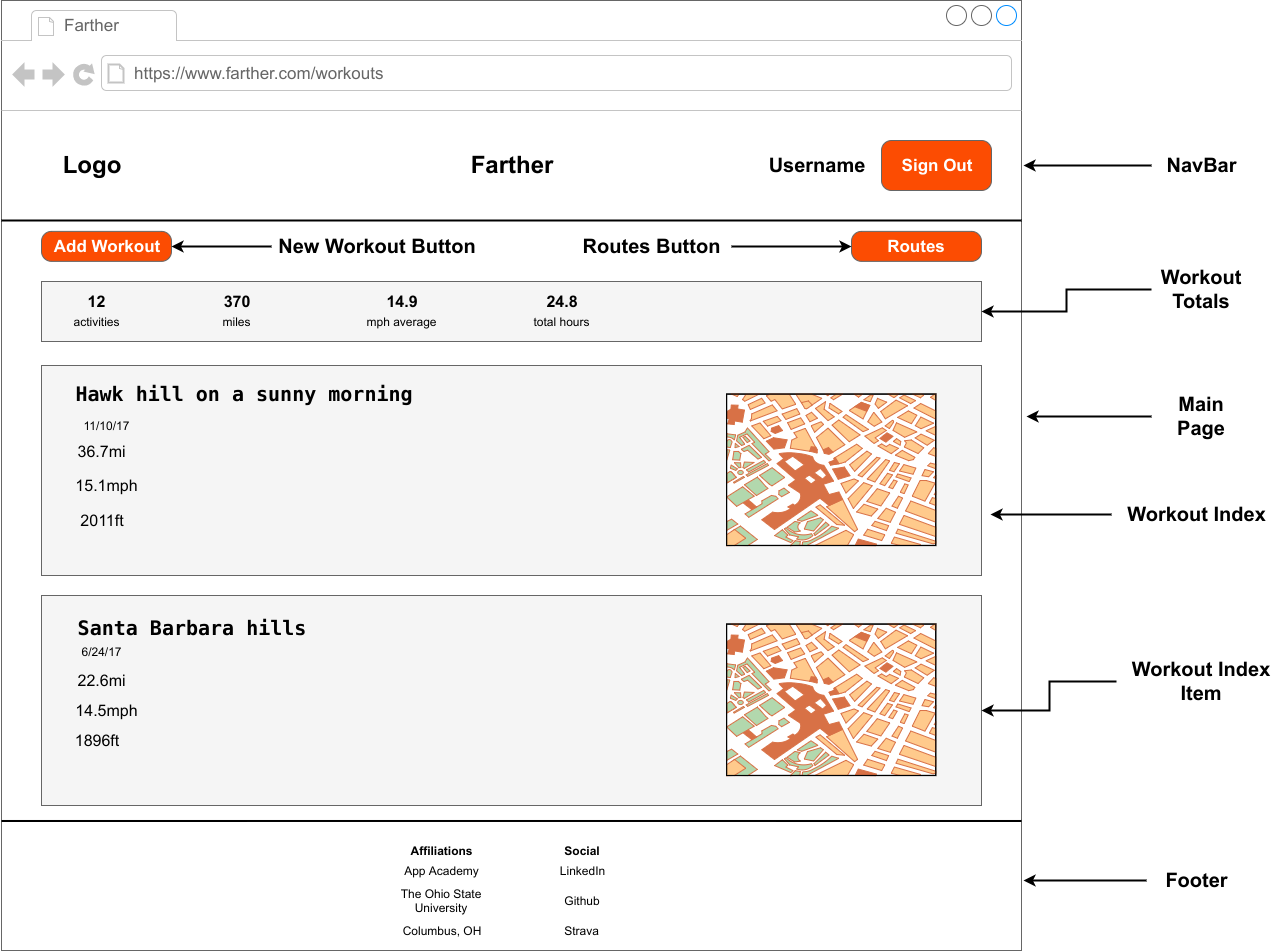 Farther
https://www.farther.com/workouts
Logo
Farther
Username
Sign Out
NavBar
Add Workout
New Workout Button
Routes Button
Routes
Workout
Totals
12
370
14.9
24.8
activities
miles
mph average
total hours
Hawk hill on a sunny morning
11/10/17
36.7mi
15.1mph
2011ft
Main
Page
Workout Index
Santa Barbara hills
6/24/17
22.6mi
14.5mph
1896ft
Workout Index
Item
Affiliations
Social
App Academy
LinkedIn
The Ohio State
University
Github
Columbus, OH
Strava
Footer